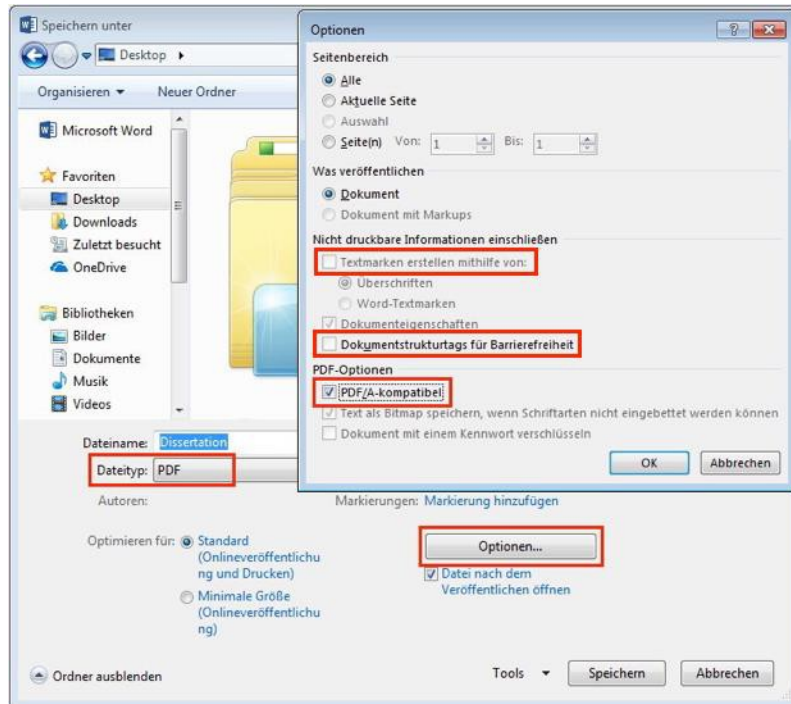 Speichern unter
Desktop
Organisieren
Neuer Ordner
Microsoft Word
Favoriten
Desktop
Downloads
Zuletzt besucht
OneDrive
Bibliotheken
Bilder
Dokumente
Musik
Videos
Dateiname: Dissertation
Dateityp: PDF
Autoren:
Markierungen: Markierung hinzufügen
Optimieren für: Standard
(Onlineveröffentlichu
ng und Drucken)
Minimale Größe
(Onlineveröffentlichu
ng)
Optionen...
Datei nach dem
Veröffentlichen öffnen
Ordner ausblenden
Tools
Speichern
Abbrechen
Optionen
Seitenbereich
Alle
Aktuelle Seite
Auswahl
Seite(n) Von: 1 Bis: 1
Was veröffentlichen
Dokument
Dokument mit Markups
Nicht druckbare Informationen einschließen
Textmarken erstellen mithilfe von:
Überschriften
Word-Textmarken
Dokumenteigenschaften
Dokumentstrukturtags für Barrierefreiheit
PDF-Optionen
PDF/A-kompatibel
Text als Bitmap speichern, wenn Schriftarten nicht eingebettet werden können
Dokument mit einem Kennwort verschlüsseln
OK
Abbrechen